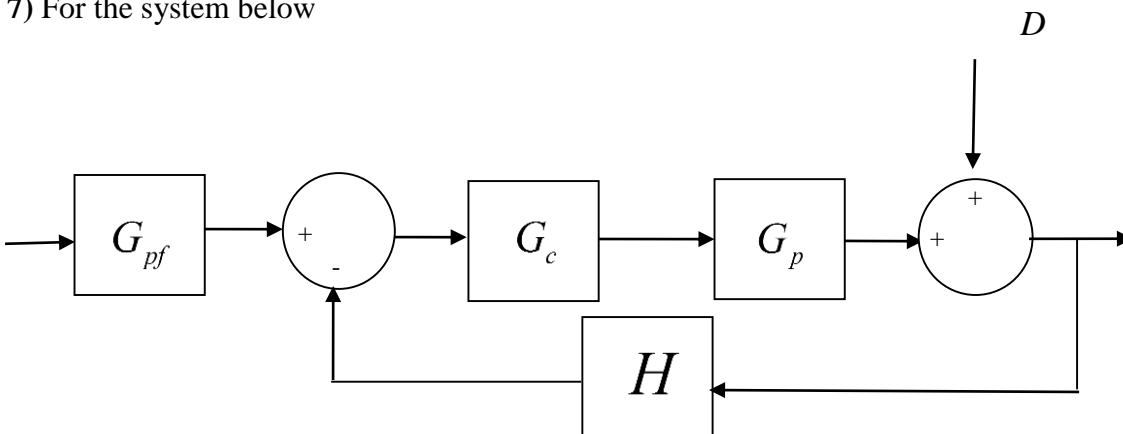 7) For the system below
D
+
G_pf
+
-
G_c
G_p
+
H